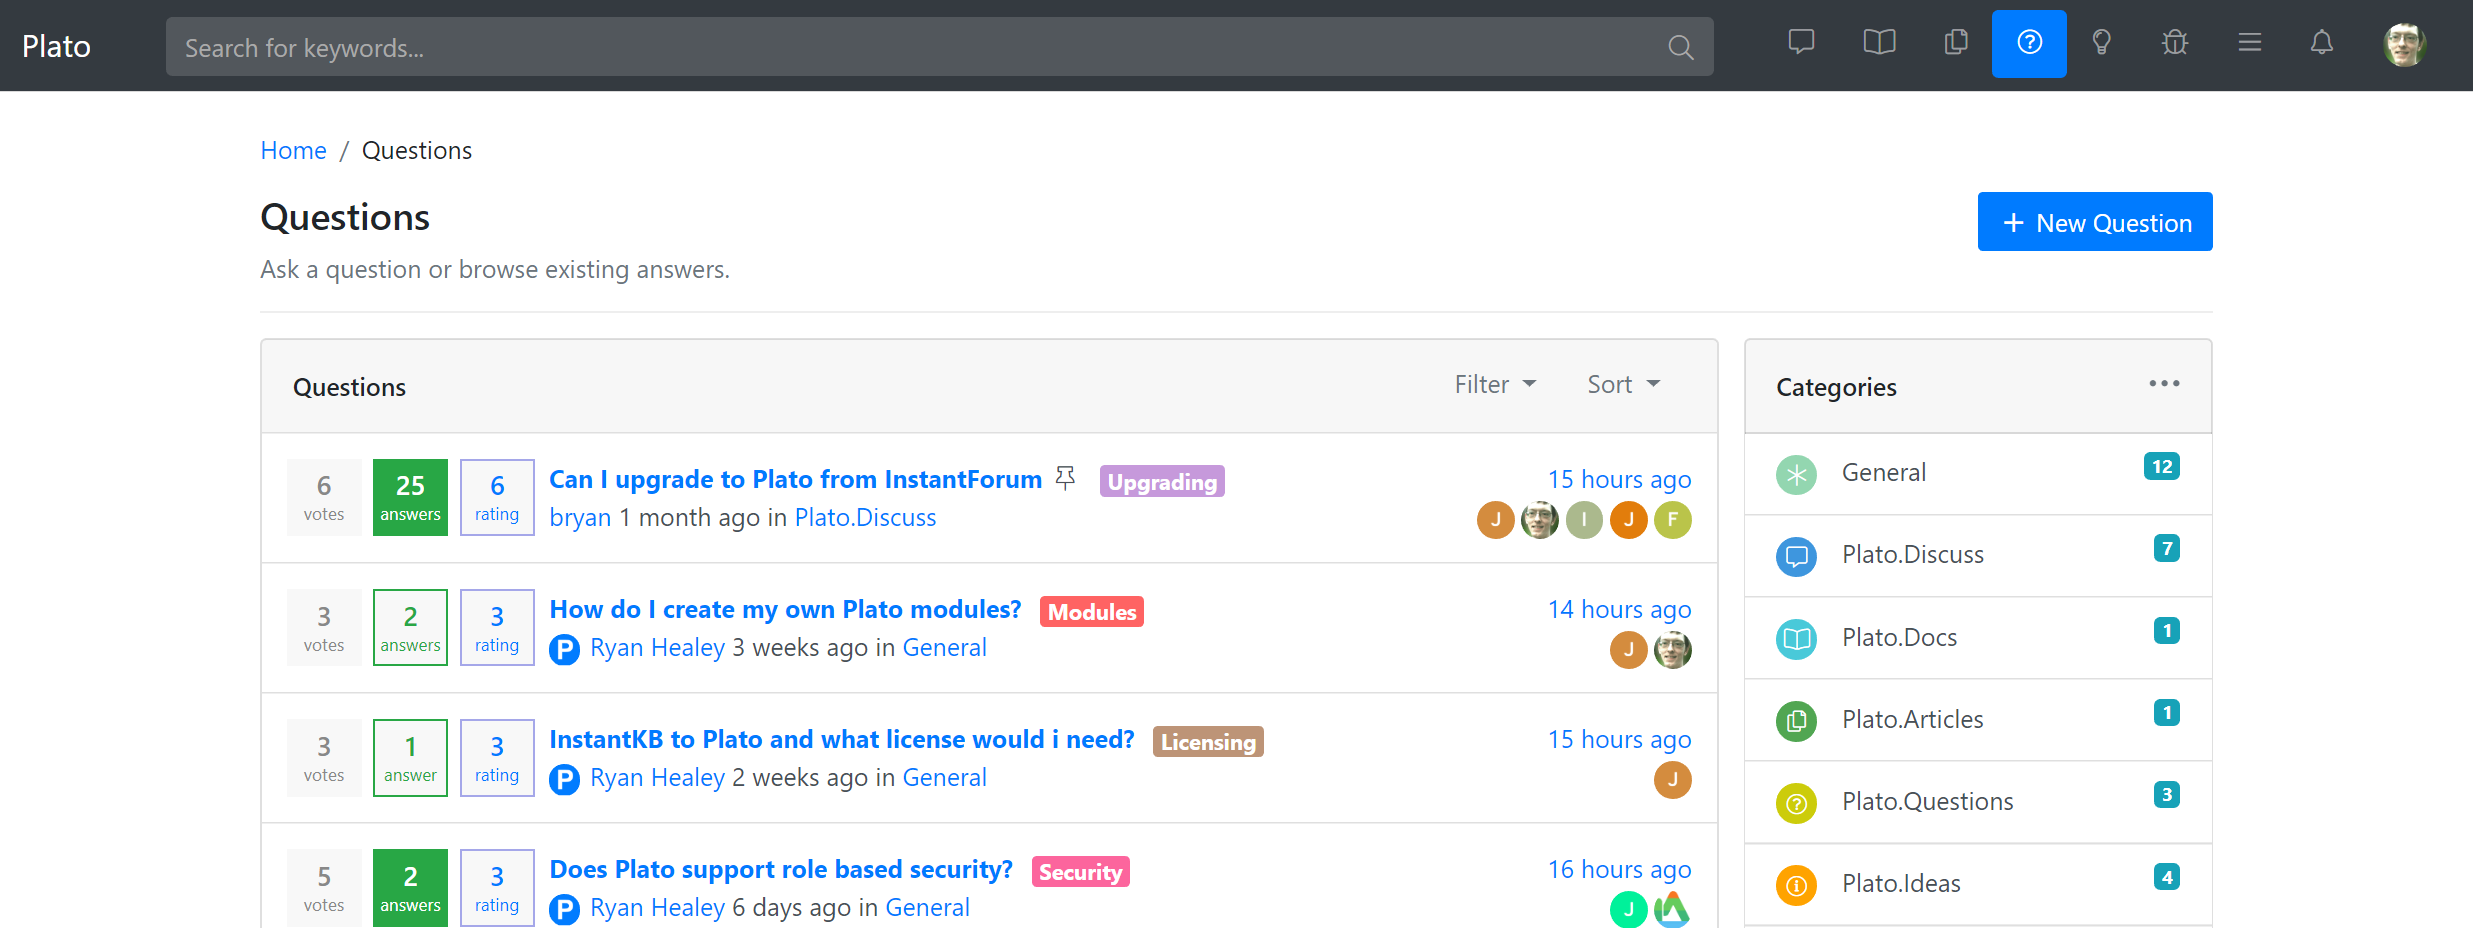 Plato
Search for keywords...
Home / Questions
Questions
+ New Question
Ask a question or browse existing answers.
Questions
Filter
Sort
6 votes
25 answers
6 rating
Can I upgrade to Plato from InstantForum
Upgrading
15 hours ago
bryan 1 month ago in Plato.Discuss
J
I
J
F
3 votes
2 answers
3 rating
How do I create my own Plato modules?
Modules
14 hours ago
P
Ryan Healey 3 weeks ago in General
J
3 votes
1 answer
3 rating
InstantKB to Plato and what license would i need?
Licensing
15 hours ago
P
Ryan Healey 2 weeks ago in General
J
5 votes
2 answers
3 rating
Does Plato support role based security?
Security
16 hours ago
P
Ryan Healey 6 days ago in General
J
Categories
General 12
Plato.Discuss 7
Plato.Docs 1
Plato.Articles 1
Plato.Questions 3
Plato.Ideas 4